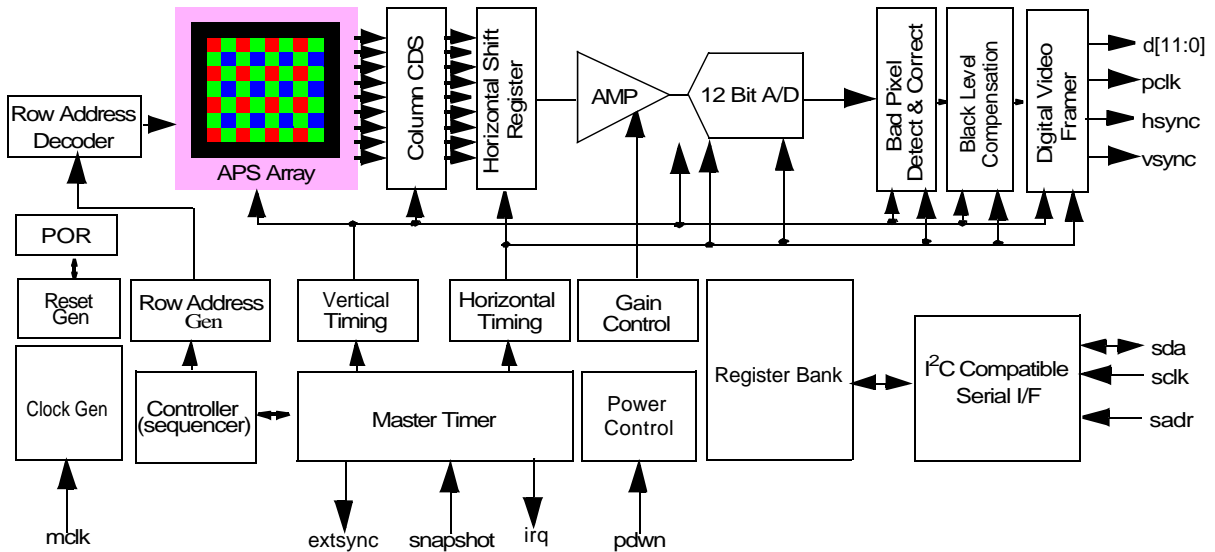 Row Address
Decoder
APS Array
Column CDS
Horizontal Shift
Register
AMP
12 Bit A/D
Bad Pixel
Detect & Correct
Black Level
Compensation
Digital Video
Framer
d[11:0]
pclk
hsync
vsync
POR
Reset
Gen
Row Address
Gen
Vertical
Timing
Horizontal
Timing
Gain
Control
Register Bank
I²C Compatible
Serial I/F
sda
sclk
sadr
Clock Gen
Controller
(sequencer)
Master Timer
Power
Control
mclk
extsync
snapshot
irq
pdwn